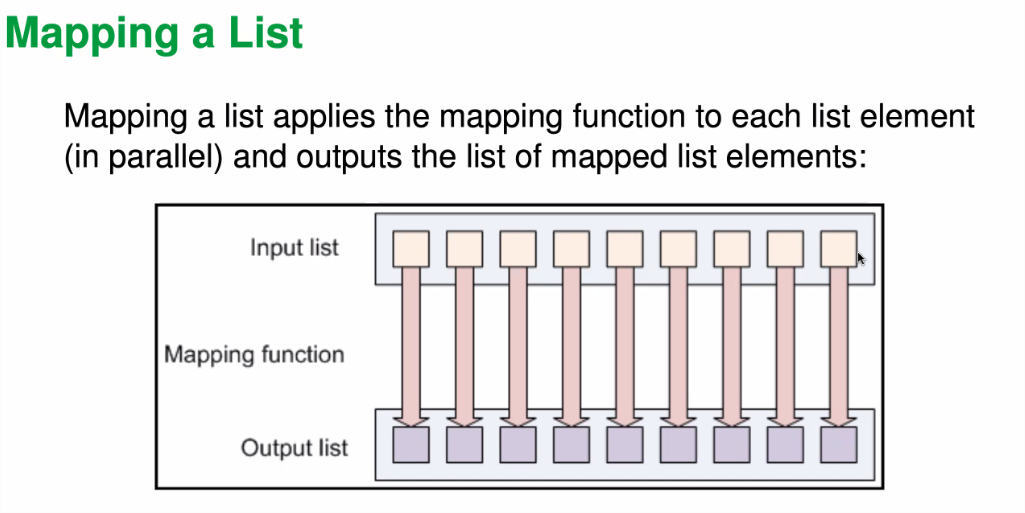 Mapping a List
Mapping a list applies the mapping function to each list element
(in parallel) and outputs the list of mapped list elements:
Input list
Mapping function
Output list